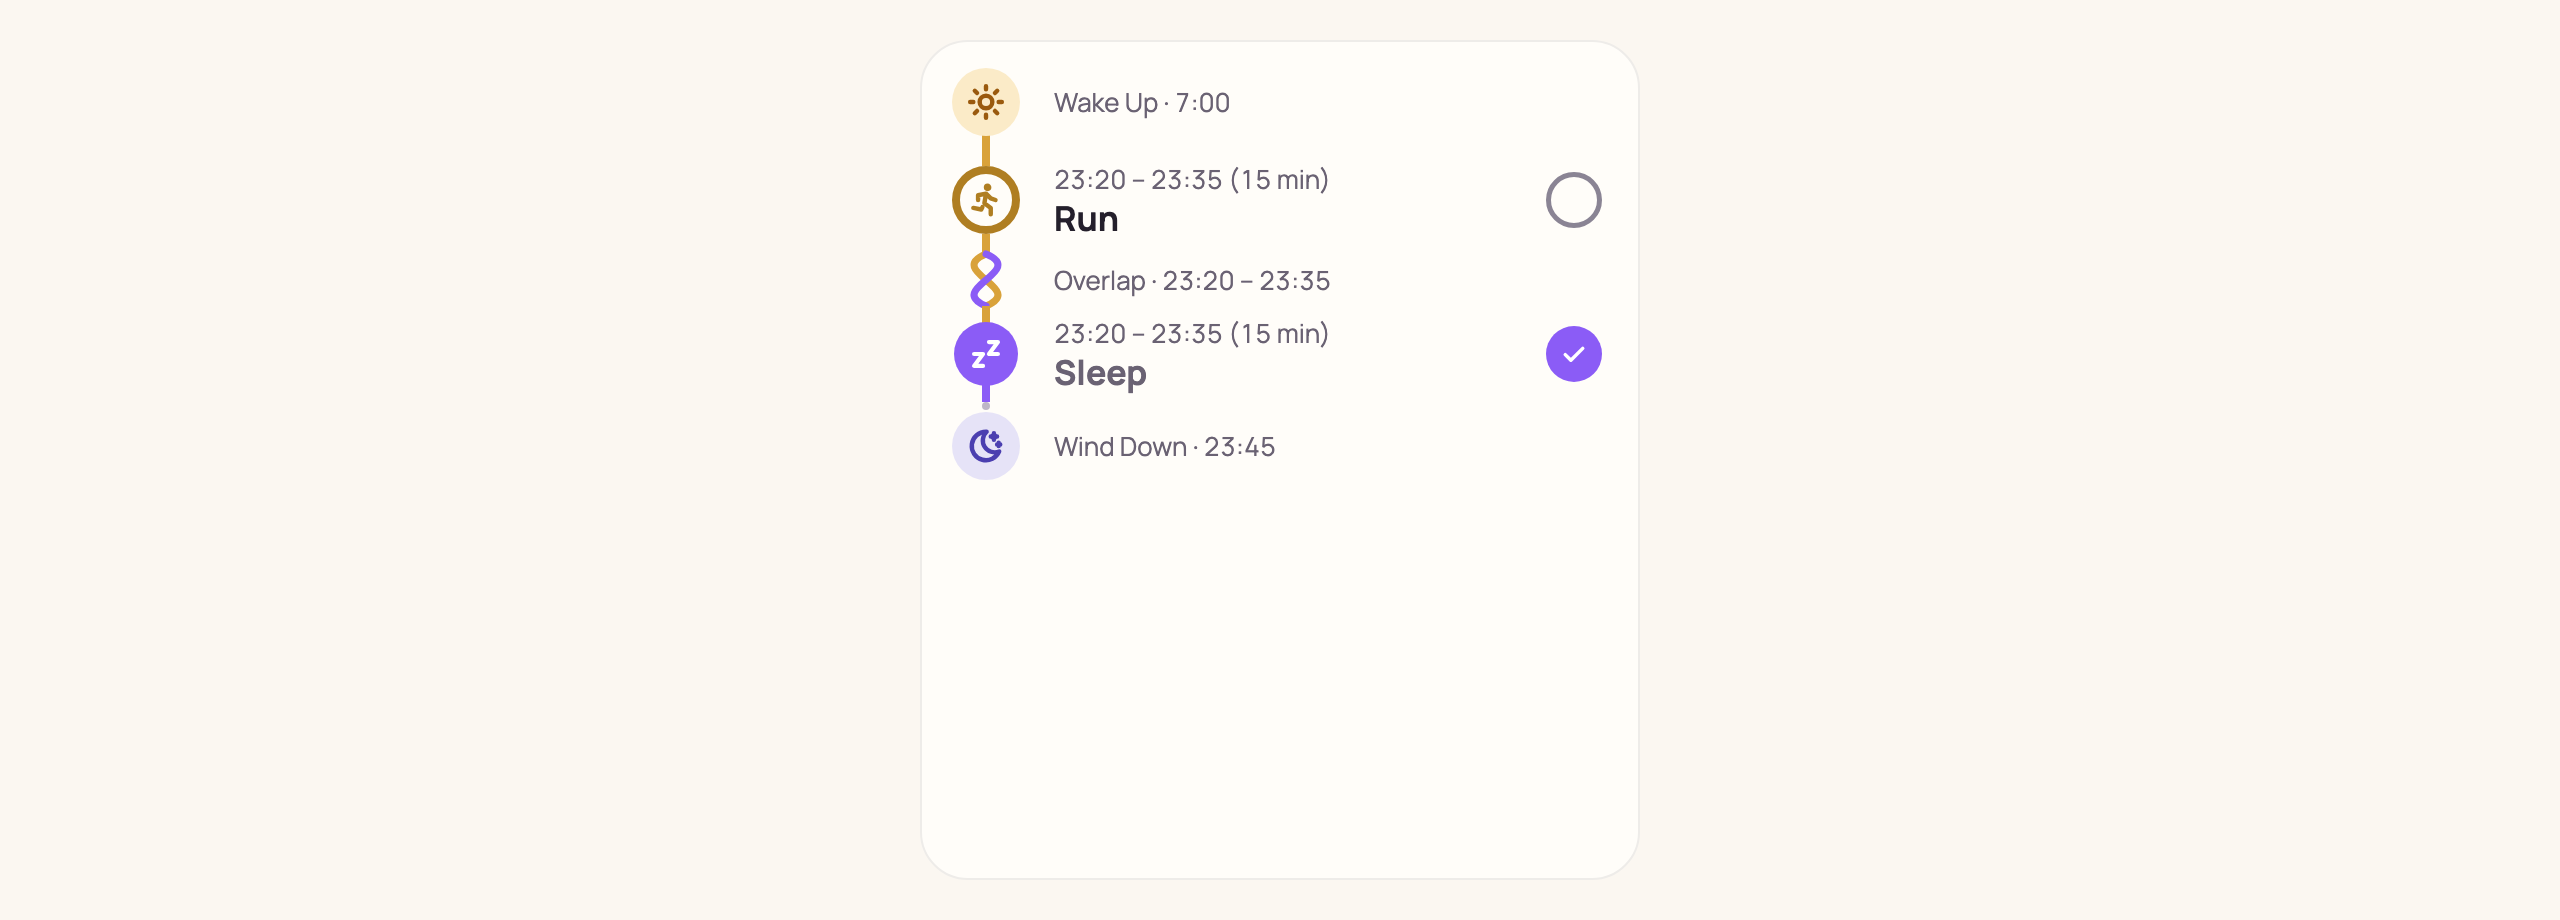 Wake Up · 7:00
23:20 – 23:35 (15 min)
Run
Overlap · 23:20 – 23:35
23:20 – 23:35 (15 min)
Sleep
Wind Down · 23:45